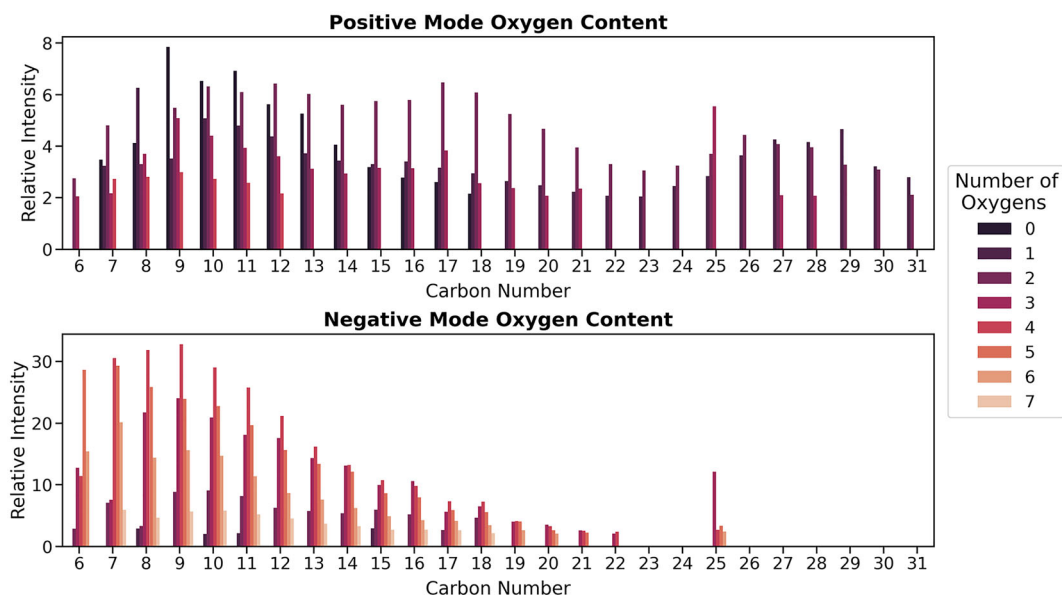 Positive Mode Oxygen Content
8
6
4
2
0
Relative Intensity
6 7 8 9 10 11 12 13 14 15 16 17 18 19 20 21 22 23 24 25 26 27 28 29 30 31
Carbon Number
Negative Mode Oxygen Content
30
20
10
0
Relative Intensity
6 7 8 9 10 11 12 13 14 15 16 17 18 19 20 21 22 23 24 25 26 27 28 29 30 31
Carbon Number
Number of
Oxygens
0
1
2
3
4
5
6
7